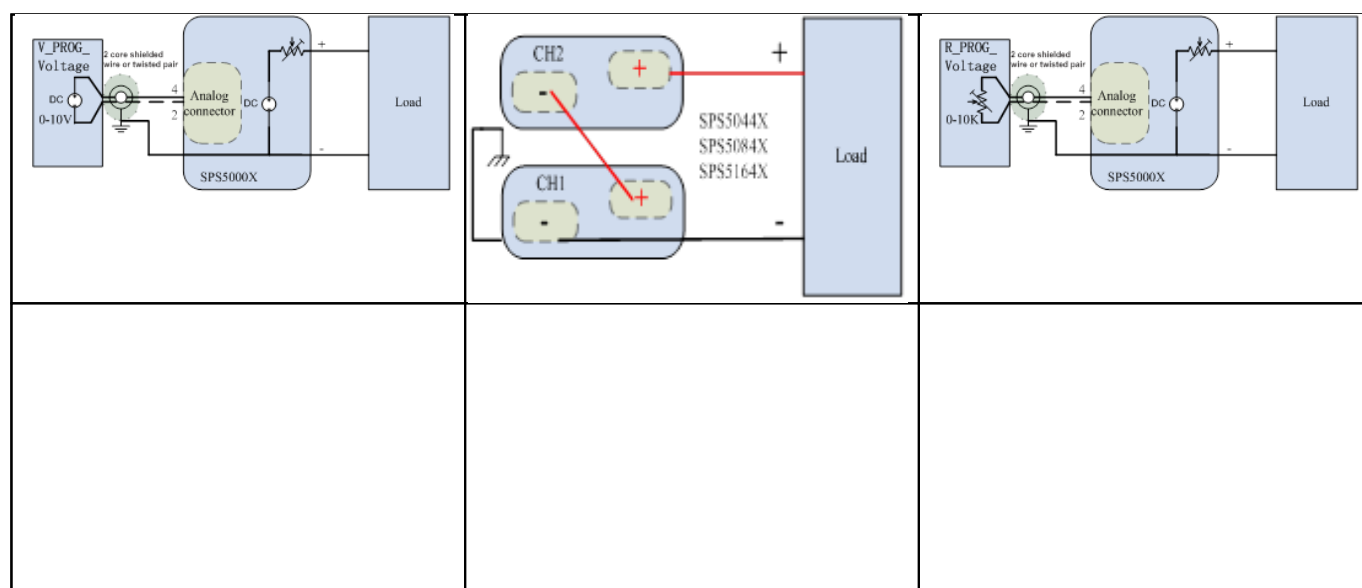 V_PROG_
Voltage
2 core shielded
wire or twisted pair
DC
0-10V
4
2
Analog
connector
DC
+
-
Load
SPS5000X
CH2
+
-
CH1
+
-
SPS5044X
SPS5084X
SPS5164X
+
-
Load
R_PROG_
Voltage
2 core shielded
wire or twisted pair
0-10K
4
2
Analog
connector
DC
+
-
Load
SPS5000X